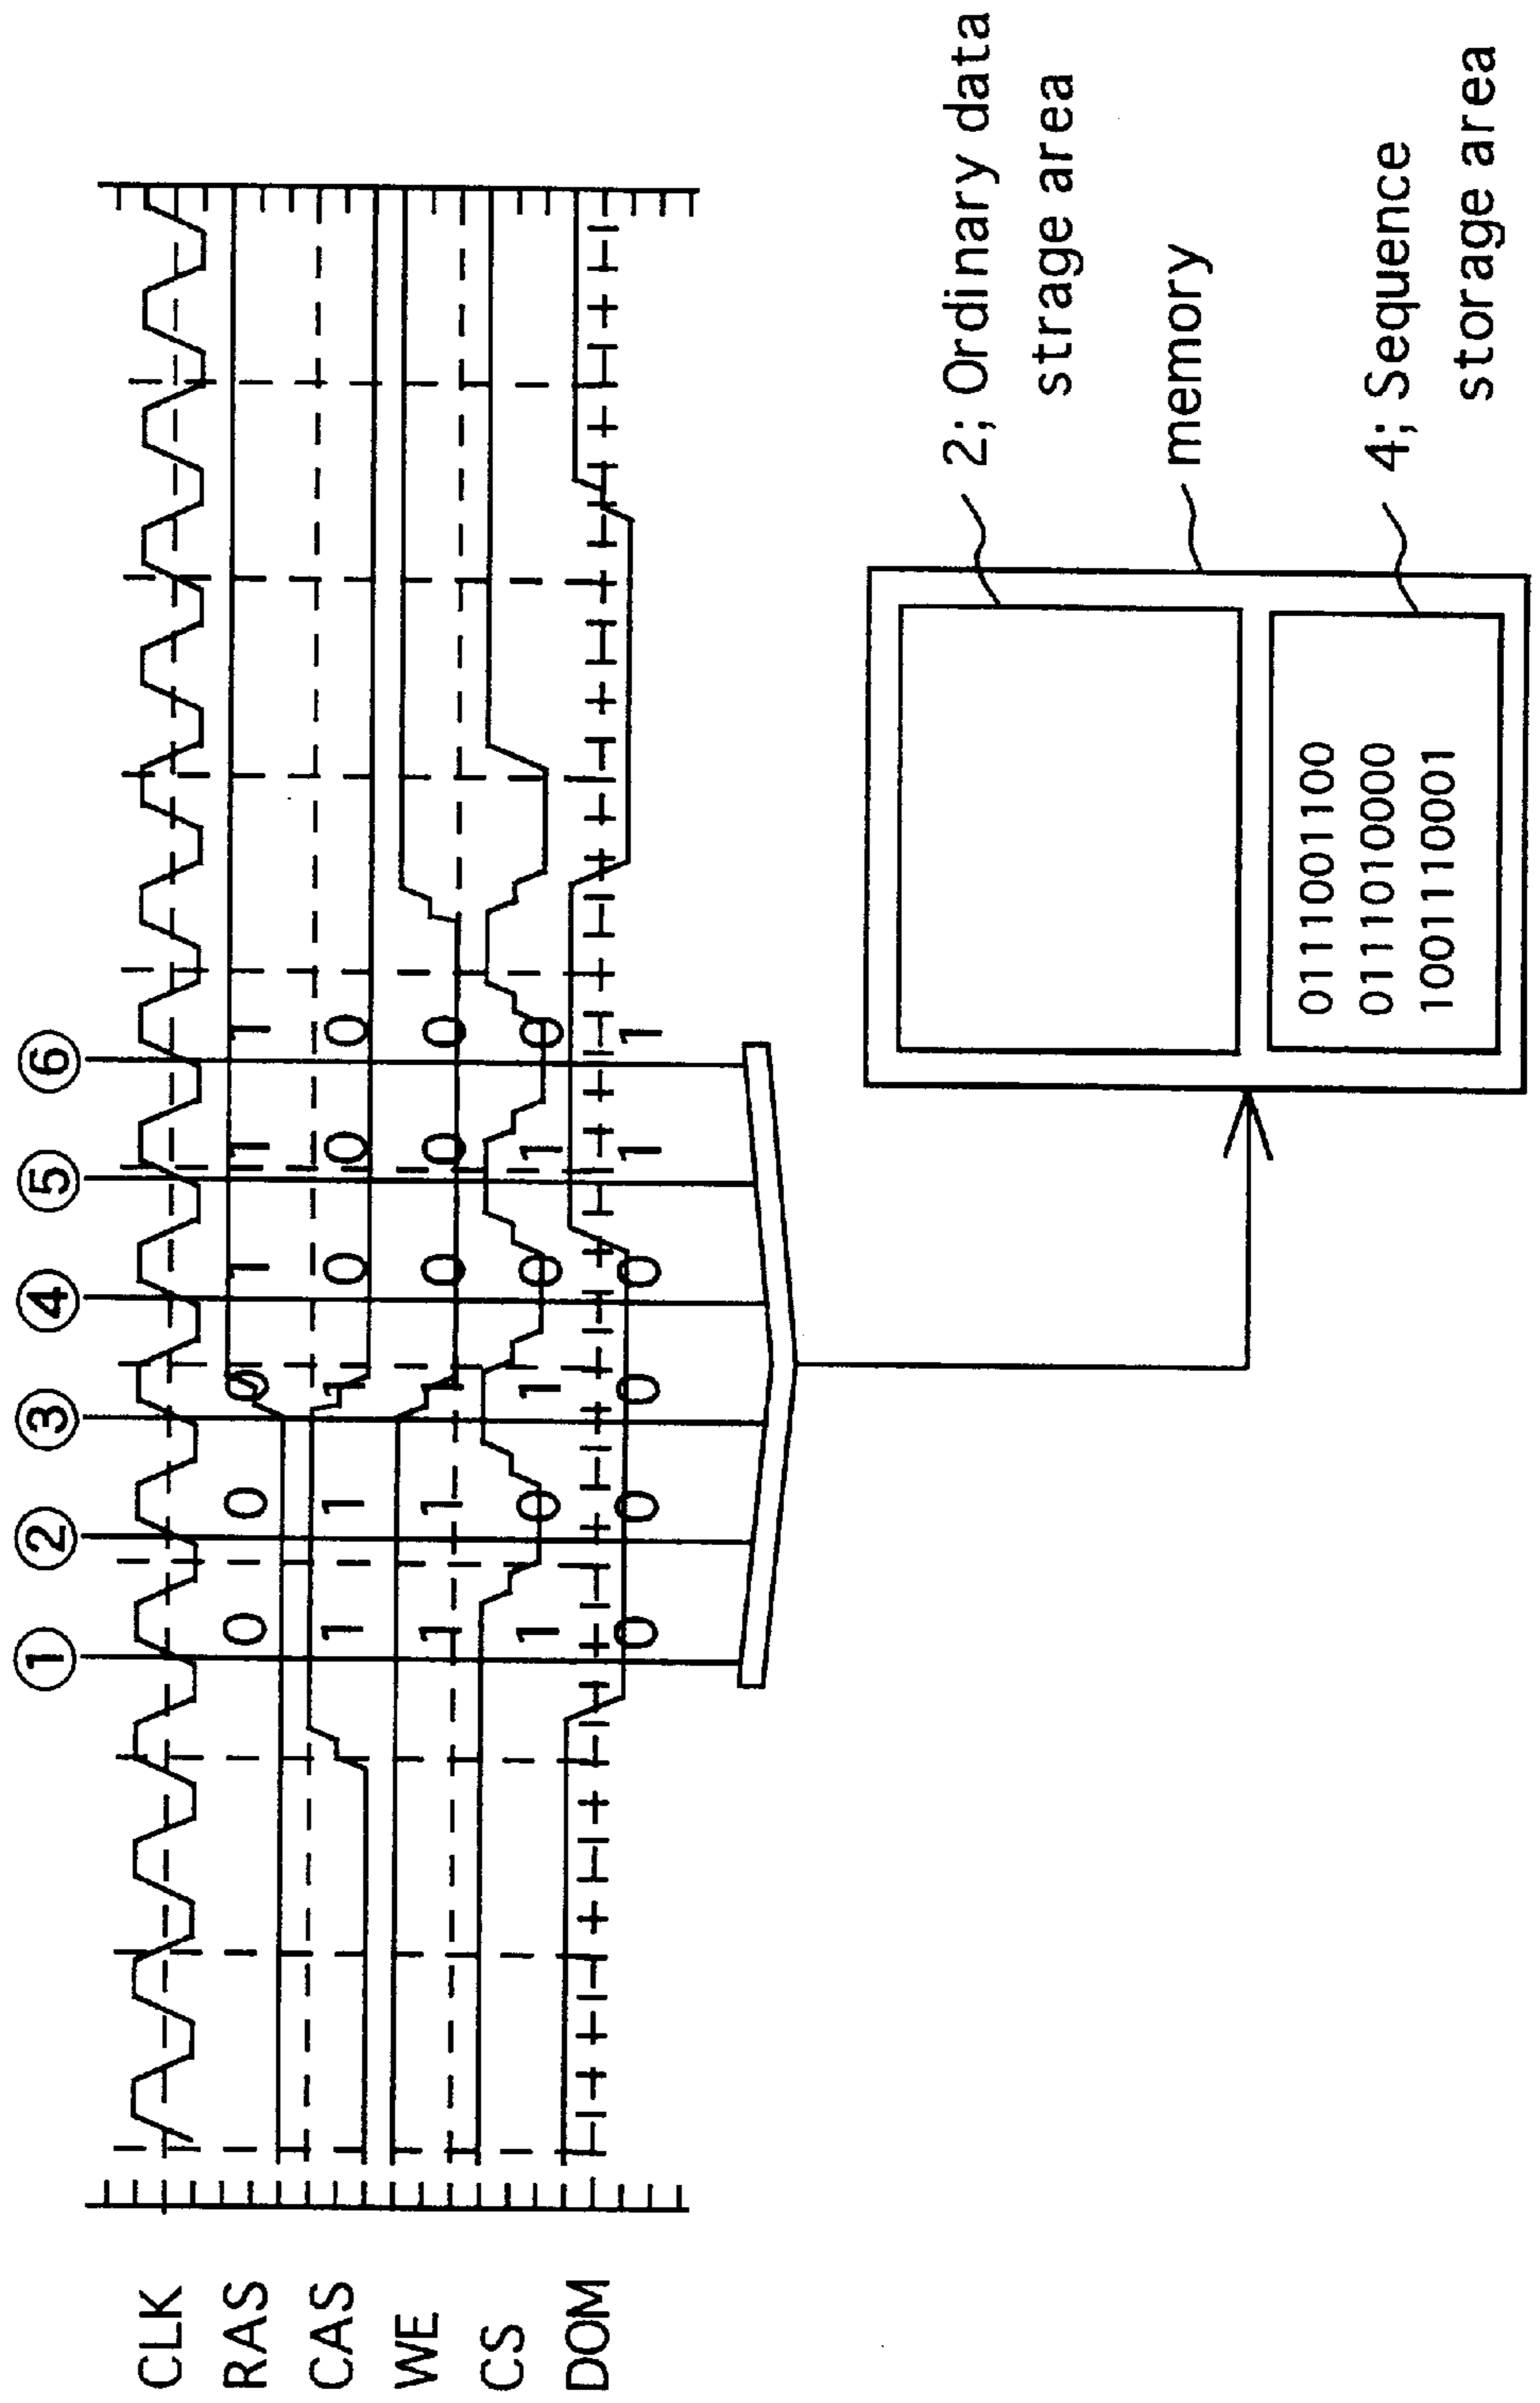 ① ② ③ ④ ⑤ ⑥
CLK
RAS 0 0 0 1 1 1
CAS 1 1 1 0 0 0
WE 1 1 1 0 0 0
CS 1 0 1 0 1 0
DOM 0 0 0 0 1 1
2; Ordinary data
strage area
memory
0111001100
0111010000
1001110001
4; Sequence
storage area